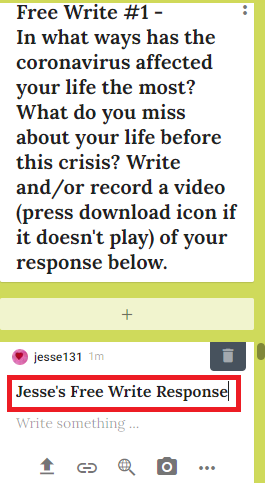 Free Write #1 -
In what ways has the
coronavirus affected
your life the most?
What do you miss
about your life before
this crisis? Write
and/or record a video
(press download icon if
it doesn't play) of your
response below.
+
jesse131 1m
Jesse's Free Write Response
Write something ...